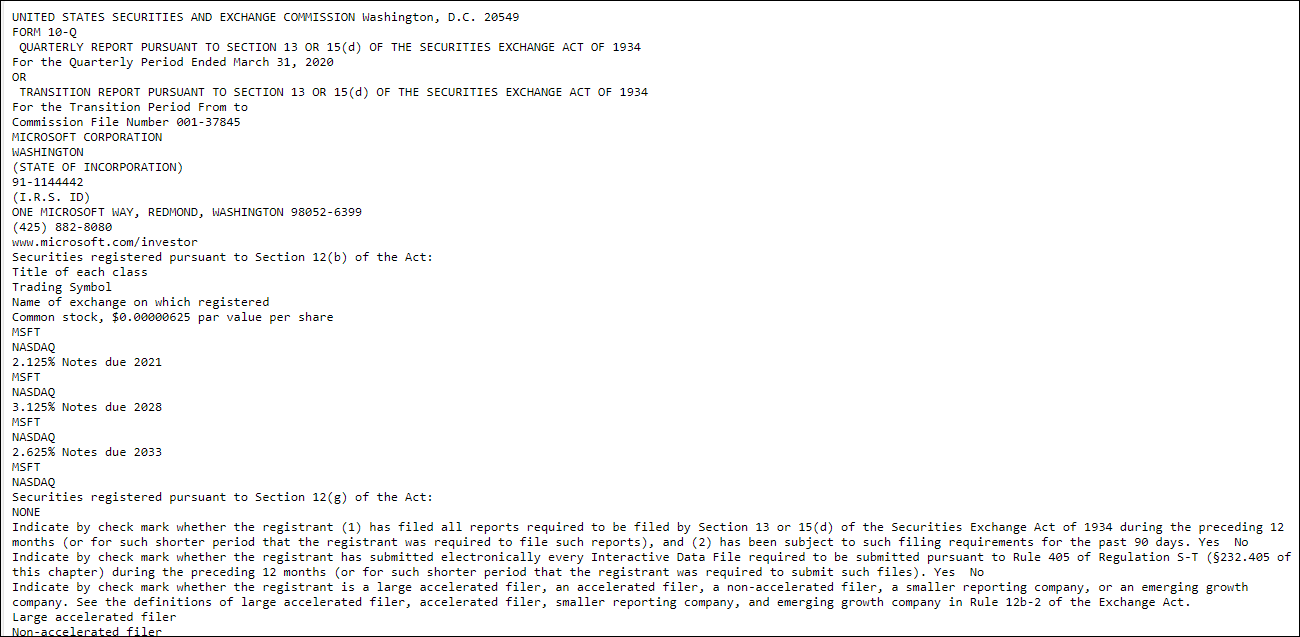 UNITED STATES SECURITIES AND EXCHANGE COMMISSION Washington, D.C. 20549
FORM 10-Q
QUARTERLY REPORT PURSUANT TO SECTION 13 OR 15(d) OF THE SECURITIES EXCHANGE ACT OF 1934
For the Quarterly Period Ended March 31, 2020
OR
TRANSITION REPORT PURSUANT TO SECTION 13 OR 15(d) OF THE SECURITIES EXCHANGE ACT OF 1934
For the Transition Period From to
Commission File Number 001-37845
MICROSOFT CORPORATION
WASHINGTON
(STATE OF INCORPORATION)
91-1144442
(I.R.S. ID)
ONE MICROSOFT WAY, REDMOND, WASHINGTON 98052-6399
(425) 882-8080
www.microsoft.com/investor
Securities registered pursuant to Section 12(b) of the Act:
Title of each class
Trading Symbol
Name of exchange on which registered
Common stock, $0.00000625 par value per share
MSFT
NASDAQ
2.125% Notes due 2021
MSFT
NASDAQ
3.125% Notes due 2028
MSFT
NASDAQ
2.625% Notes due 2033
MSFT
NASDAQ
Securities registered pursuant to Section 12(g) of the Act:
NONE
Indicate by check mark whether the registrant (1) has filed all reports required to be filed by Section 13 or 15(d) of the Securities Exchange Act of 1934 during the preceding 12
months (or for such shorter period that the registrant was required to file such reports), and (2) has been subject to such filing requirements for the past 90 days. Yes  No
Indicate by check mark whether the registrant has submitted electronically every Interactive Data File required to be submitted pursuant to Rule 405 of Regulation S-T (§232.405 of
this chapter) during the preceding 12 months (or for such shorter period that the registrant was required to submit such files). Yes  No
Indicate by check mark whether the registrant is a large accelerated filer, an accelerated filer, a non-accelerated filer, a smaller reporting company, or an emerging growth
company. See the definitions of large accelerated filer, accelerated filer, smaller reporting company, and emerging growth company in Rule 12b-2 of the Exchange Act.
Large accelerated filer
Non-accelerated filer